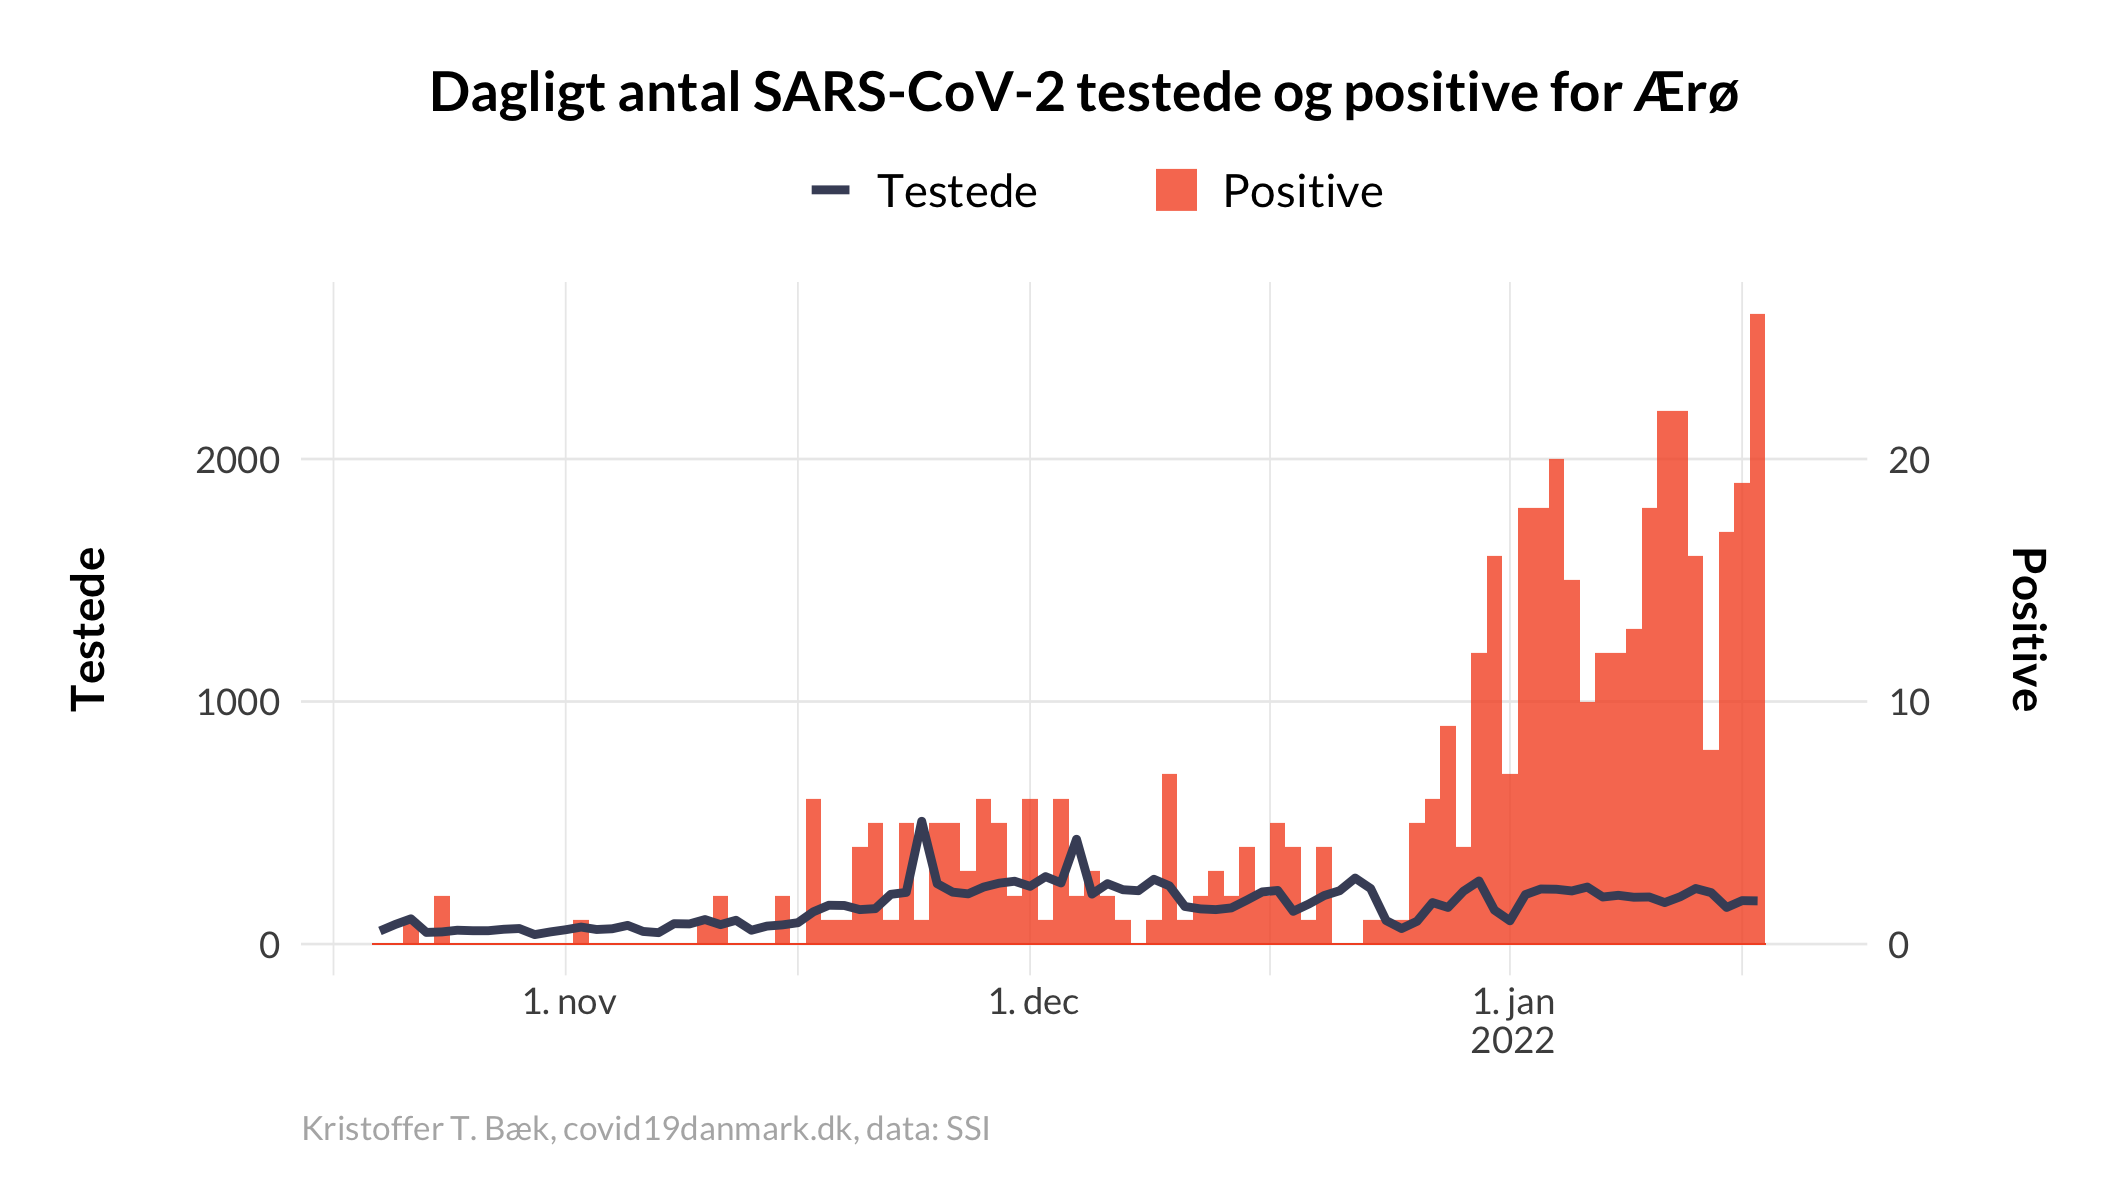 Dagligt antal SARS-CoV-2 testede og positive for Ærø
Testede
Positive
2000
1000
0
20
10
0
Testede
Positive
1. nov
1. dec
1. jan
2022
Kristoffer T. Bæk, covid19danmark.dk, data: SSI